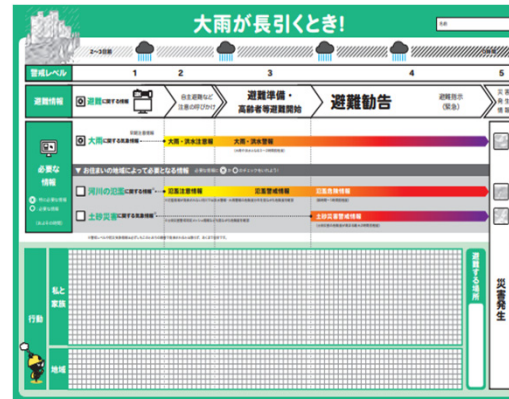 大雨が長引くとき!
名前
2〜3日前
警戒レベル 1 2 3 4 5
避難情報
避難に関する情報
自主避難など
注意の呼びかけ
避難準備・
高齢者等避難開始
避難勧告
避難指示
(緊急)
必要な
情報
大雨に関する気象情報
大雨・洪水注意報
大雨・洪水警報
▼お住まいの地域によって必要となる情報
河川の氾濫に関する情報
氾濫注意情報
氾濫警戒情報
氾濫危険情報
土砂災害に関する気象情報
土砂災害警戒情報
行動
私と
家族
地域
避難する場所
災害発生